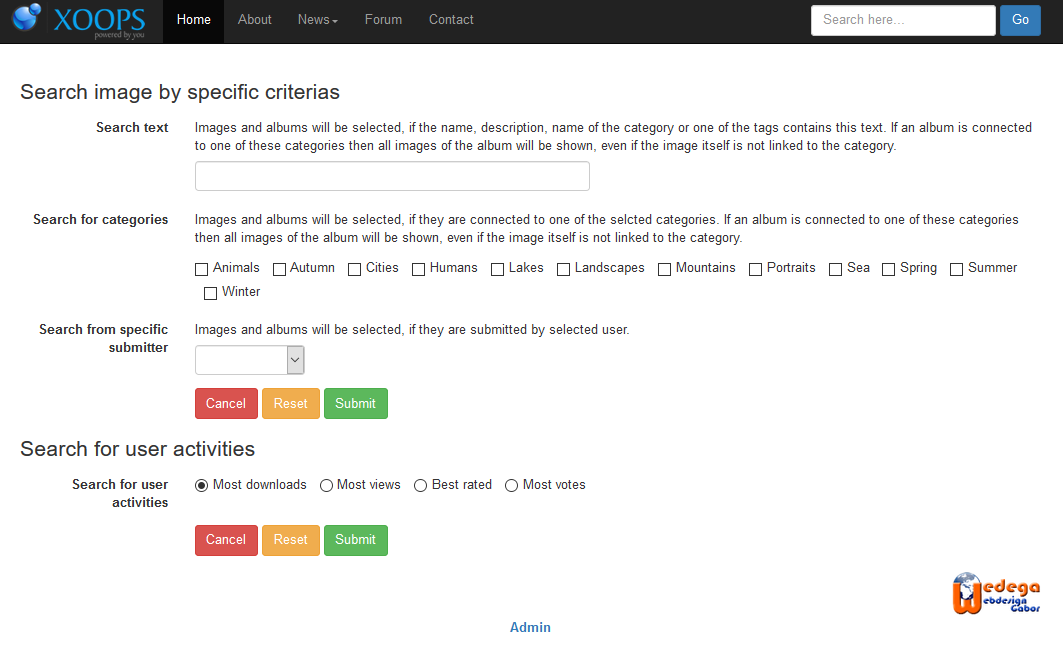 XOOPS
powered by you
Home About News Forum Contact
Search here...
Go
Search image by specific criterias
Search text
Images and albums will be selected, if the name, description, name of the category or one of the tags contains this text. If an album is connected
to one of these categories then all images of the album will be shown, even if the image itself is not linked to the category.
Search for categories
Images and albums will be selected, if they are connected to one of the selcted categories. If an album is connected to one of these categories
then all images of the album will be shown, even if the image itself is not linked to the category.
Animals Autumn Cities Humans Lakes Landscapes Mountains Portraits Sea Spring Summer
Winter
Search from specific
submitter
Images and albums will be selected, if they are submitted by selected user.
Cancel Reset Submit
Search for user activities
Search for user
activities
Most downloads Most views Best rated Most votes
Cancel Reset Submit
Wedega
Webdesign
Gabor
Admin